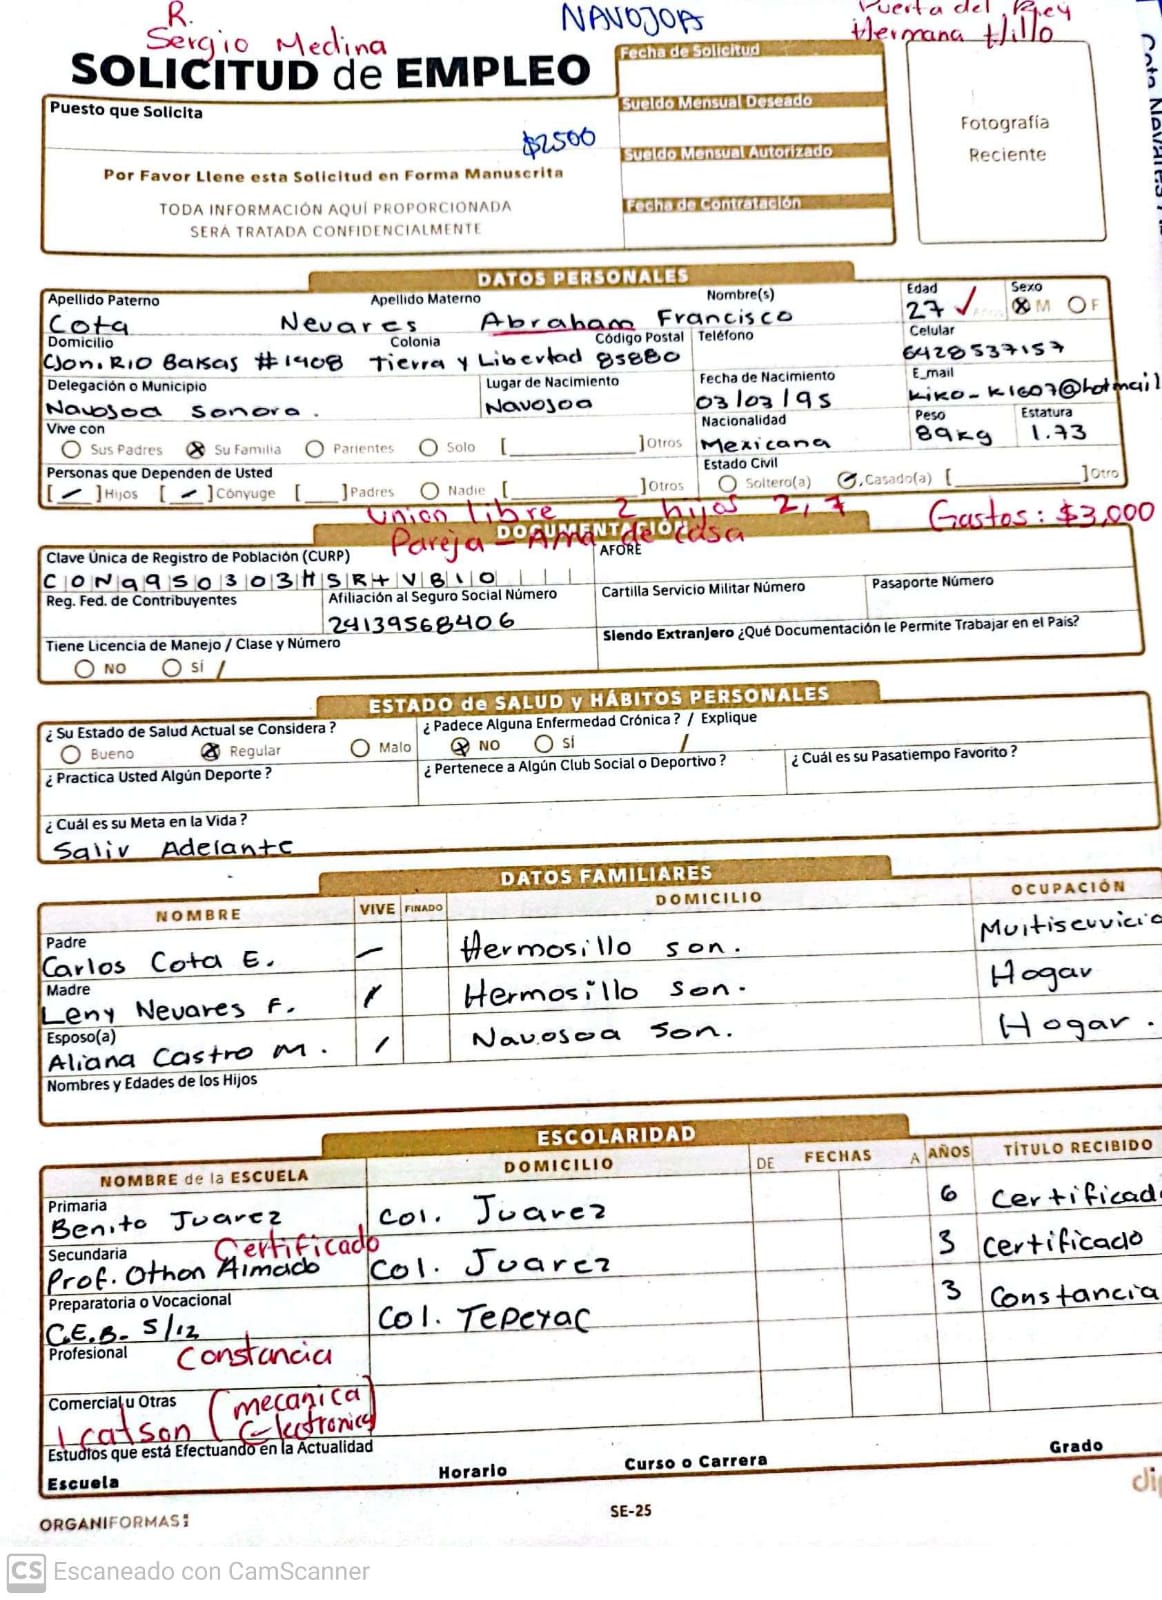 R.
Sergio Medina
NAVOJOA
Puerta del Rey
Hermana Hillo
SOLICITUD de EMPLEO
Puesto que Solicita
$2500
Por Favor Llene esta Solicitud en Forma Manuscrita
TODA INFORMACIÓN AQUÍ PROPORCIONADA
SERÁ TRATADA CONFIDENCIALMENTE
Fecha de Solicitud
Sueldo Mensual Deseado
Sueldo Mensual Autorizado
Fecha de Contratación
Fotografía
Reciente
Cota Nevares
DATOS PERSONALES
Apellido Paterno Apellido Materno Nombre(s) Edad Sexo
Cota Nevares Abraham Francisco 27 M F
Domicilio Colonia Código Postal Teléfono Celular
RIO Balsas #1408 Tierra y Libertad 85880 6428537157
Delegación o Municipio Lugar de Nacimiento Fecha de Nacimiento E_mail
Navojoa Sonora. Navojoa 03/03/95 kiko-k1607@hotmail
Vive con Nacionalidad Peso Estatura
Sus Padres Su Familia Parientes Solo [ ]Otros Mexicana 89kg 1.73
Personas que Dependen de Usted Estado Civil
[ ]Hijos [ ]Cónyuge [ ]Padres Nadie [ ]Otros Soltero(a) Casado(a) [ ]Otro
union libre 2 hijos 2, 7 Gastos: $3,000
DOCUMENTACIÓN
Pareja - Ama de casa
Clave Única de Registro de Población (CURP) AFORE
CON9950303HSRTVB10
Reg. Fed. de Contribuyentes Afiliación al Seguro Social Número Cartilla Servicio Militar Número Pasaporte Número
24139568406
Tiene Licencia de Manejo / Clase y Número Siendo Extranjero ¿Qué Documentación le Permite Trabajar en el País?
NO SÍ /
ESTADO de SALUD y HÁBITOS PERSONALES
¿Su Estado de Salud Actual se Considera? ¿Padece Alguna Enfermedad Crónica? / Explique
Bueno Regular Malo NO SÍ /
¿Practica Usted Algún Deporte? ¿Pertenece a Algún Club Social o Deportivo? ¿Cuál es su Pasatiempo Favorito?
¿Cuál es su Meta en la Vida?
Salir Adelante
DATOS FAMILIARES
NOMBRE VIVE FINADO DOMICILIO OCUPACIÓN
Padre
Carlos Cota E. Hermosillo son. Multiservicio
Madre
Leny Nevares F. Hermosillo son. Hogar
Esposo(a)
Aliana Castro M. Navojoa son. Hogar.
Nombres y Edades de los Hijos
ESCOLARIDAD
NOMBRE de la ESCUELA DOMICILIO DE FECHAS A AÑOS TÍTULO RECIBIDO
Primaria
Benito Juarez Col. Juarez 6 Certificad
Secundaria Certificado
Prof. Othon Almado Col. Juarez 3 Certificado
Preparatoria o Vocacional
C.E.B. 5/12 Col. Tepeyac 3 Constancia
Profesional Constancia
Comercial u Otras
Icatson (mecanica
Electronica)
Estudios que está Efectuando en la Actualidad
Escuela Horario Curso o Carrera Grado
ORGANIFORMAS
SE-25
CS Escaneado con CamScanner